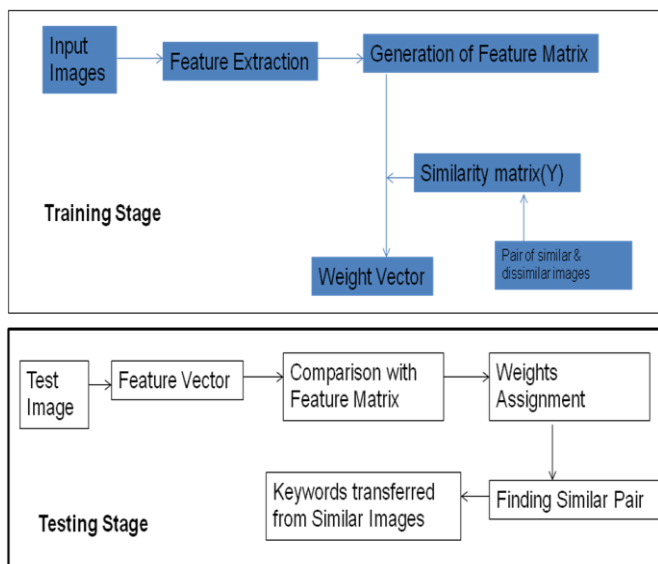 Input
Images
Feature Extraction
Generation of Feature Matrix
Similarity matrix(Y)
Training Stage
Pair of similar &
dissimilar images
Weight Vector
Test
Image
Feature Vector
Comparison with
Feature Matrix
Weights
Assignment
Keywords transferred
from Similar Images
Finding Similar Pair
Testing Stage